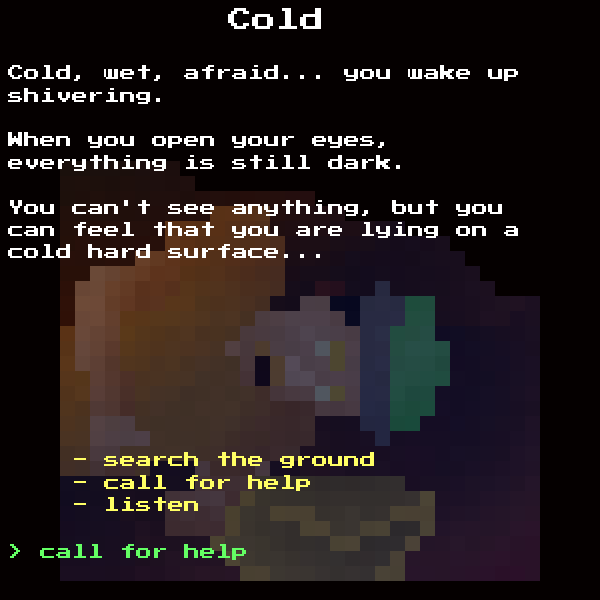 Cold
Cold, wet, afraid... you wake up
shivering.
When you open your eyes,
everything is still dark.
You can't see anything, but you
can feel that you are lying on a
cold hard surface...
- search the ground
- call for help
- listen
> call for help